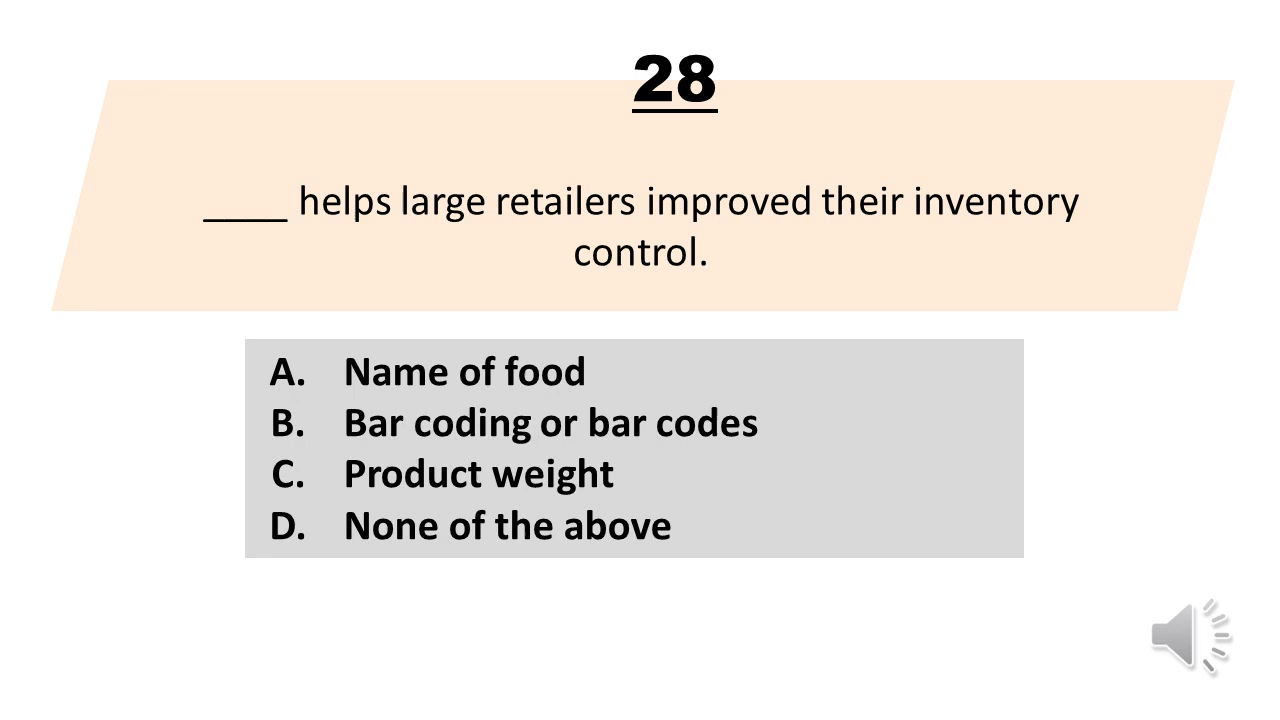 28
____ helps large retailers improved their inventory
control.
A. Name of food
B. Bar coding or bar codes
C. Product weight
D. None of the above